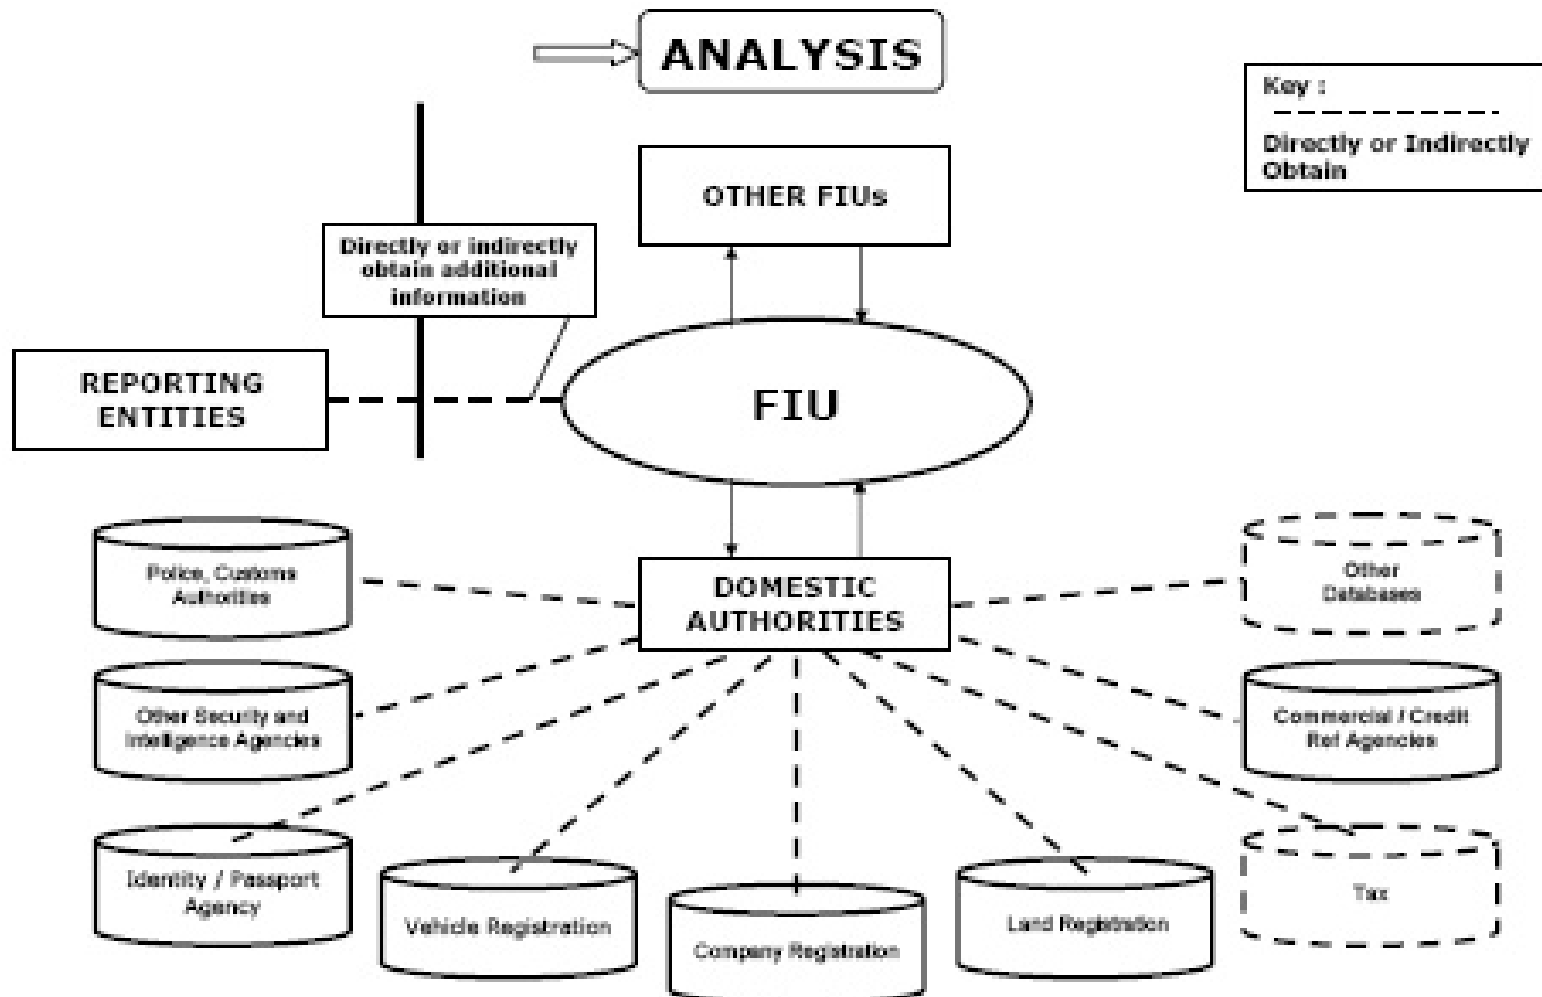 ANALYSIS
Key :
Directly or Indirectly
Obtain
OTHER FIUs
Directly or indirectly
obtain additional
information
REPORTING
ENTITIES
FIU
Police, Customs
Authorities
DOMESTIC
AUTHORITIES
Other
Databases
Other Security and
Intelligence Agencies
Commercial / Credit
Ref Agencies
Identity / Passport
Agency
Vehicle Registration
Company Registration
Land Registration
Tax